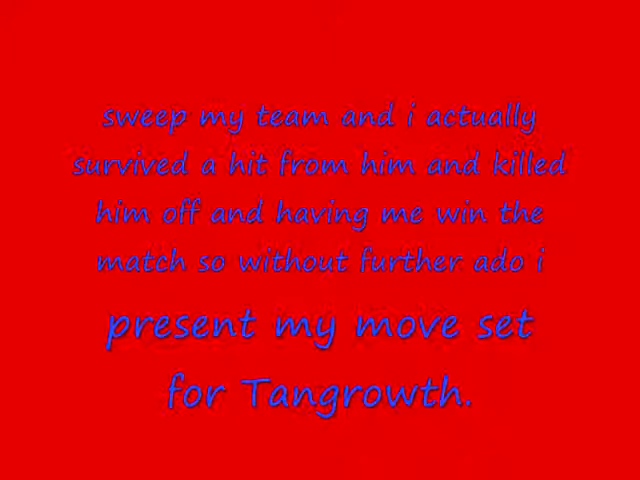 sweep my team and i actually
survived a hit from him and killed
him off and having me win the
match so without further ado i
present my move set
for Tangrowth.